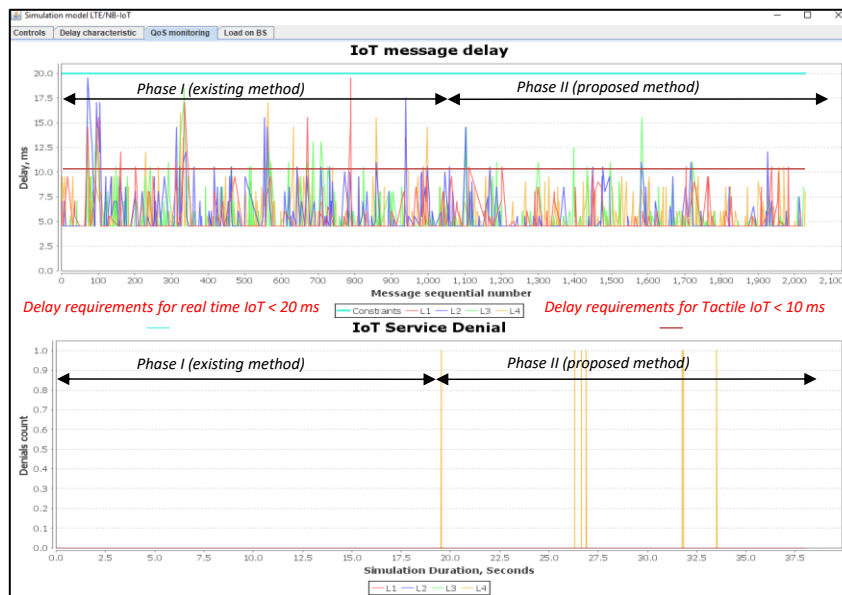 Simulation model LTE/NB-IoT
Controls Delay characteristic QoS monitoring Load on BS
IoT message delay
20.0
Phase I (existing method) Phase II (proposed method)
17.5
15.0
12.5
Delay, ms
10.0
7.5
5.0
2.5
0.0
0 100 200 300 400 500 600 700 800 900 1,000 1,100 1,200 1,300 1,400 1,500 1,600 1,700 1,800 1,900 2,000 2,100
Message sequential number
Delay requirements for real time IoT < 20 ms Delay requirements for Tactile IoT < 10 ms
Constraints L1 L2 L3 L4
IoT Service Denial
1.0
Phase I (existing method) Phase II (proposed method)
0.9
0.8
0.7
0.6
Denials count
0.5
0.4
0.3
0.2
0.1
0.0
0.0 2.5 5.0 7.5 10.0 12.5 15.0 17.5 20.0 22.5 25.0 27.5 30.0 32.5 35.0 37.5
Simulation Duration, Seconds
L1 L2 L3 L4